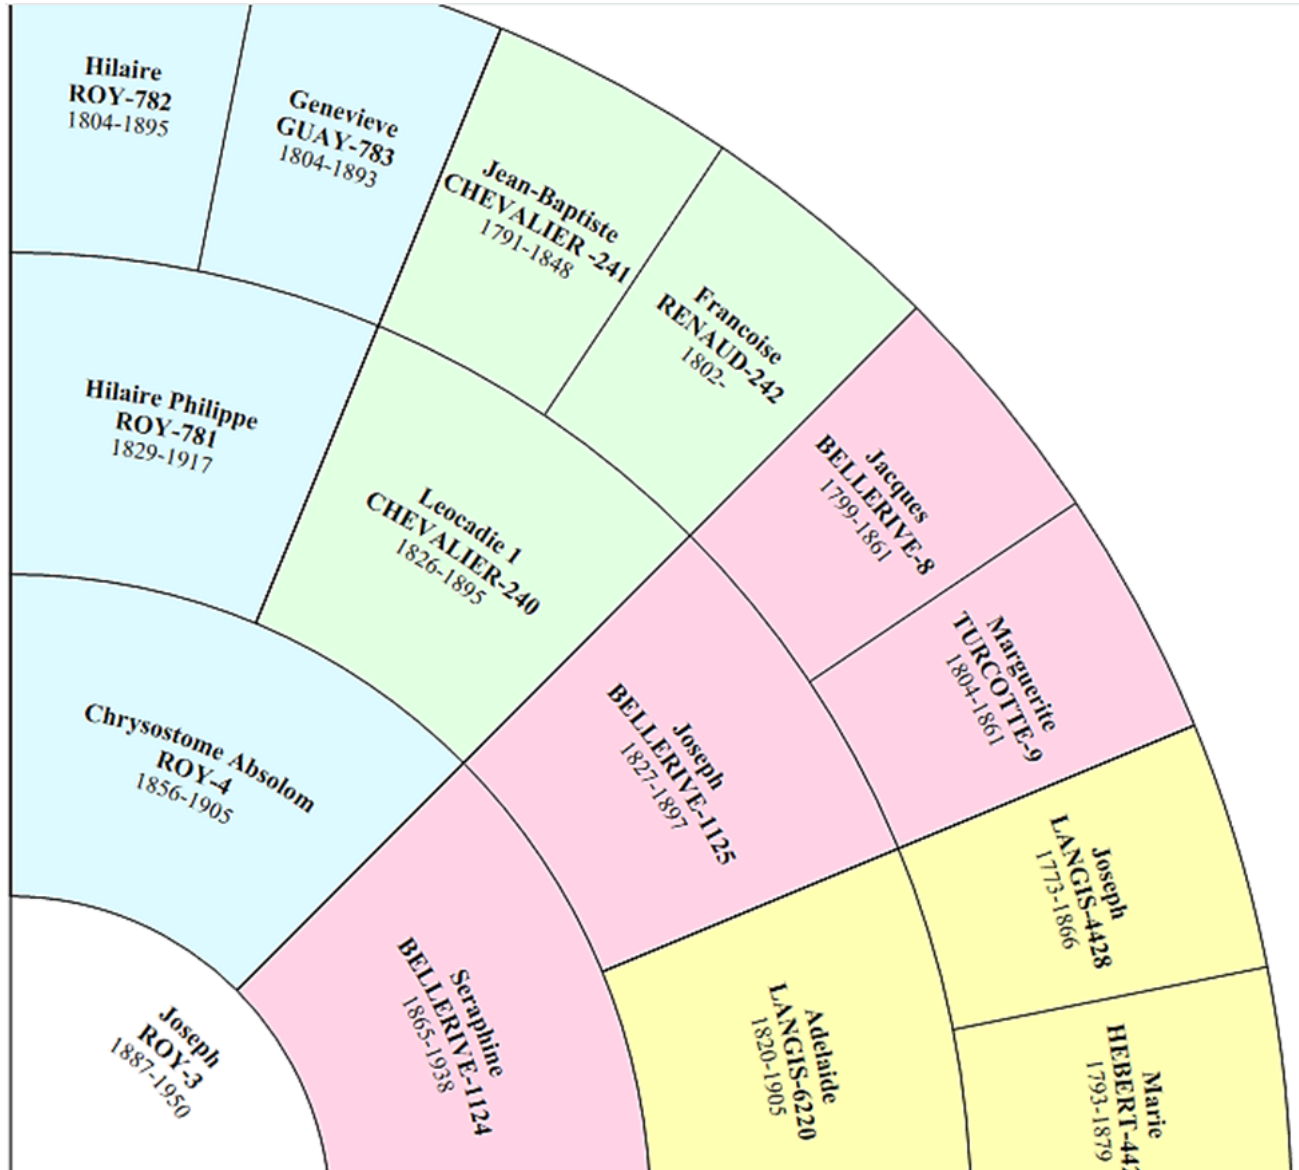 Hilaire
ROY-782
1804-1895
Genevieve
GUAY-783
1804-1893
Jean-Baptiste
CHEVALIER -241
1791-1848
Francoise
RENAUD-242
1802-
Jacques
BELLERIVE-8
1799-1861
Marguerite
TURCOTTE-9
1804-1861
Joseph
LANGIS-4428
1773-1866
Marie
1793-1879
Hilaire Philippe
ROY-781
1829-1917
Leocadie 1
CHEVALIER-240
1826-1895
Joseph
BELLERIVE-1125
1827-1897
Adelaide
LANGIS-6220
1820-1905
Chrysostome Absolom
ROY-4
1856-1905
Seraphine
BELLERIVE-1124
1865-1938
Joseph
ROY-3
1887-1950